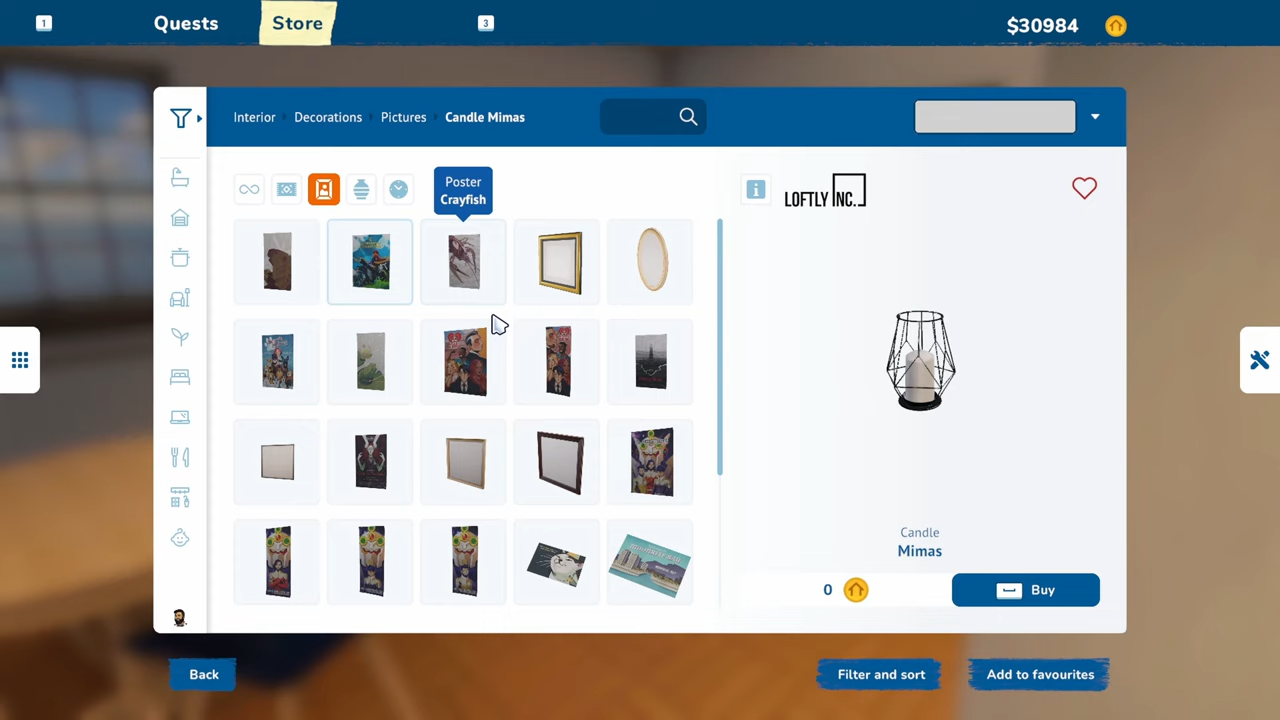 1
Quests
Store
3
$30984
Interior
Decorations
Pictures
Candle Mimas
Poster
Crayfish
LOFTLY INC.
Candle
Mimas
0
Buy
Back
Filter and sort
Add to favourites